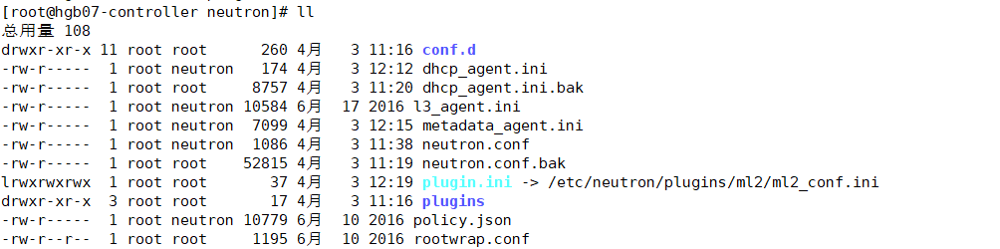 [root@hgb07-controller neutron]# ll
总用量 108
drwxr-xr-x 11 root root      260 4月   3 11:16 conf.d
-rw-r-----  1 root neutron   174 4月   3 12:12 dhcp_agent.ini
-rw-r-----  1 root root     8757 4月   3 11:20 dhcp_agent.ini.bak
-rw-r-----  1 root neutron 10584 6月  17 2016 l3_agent.ini
-rw-r-----  1 root neutron  7099 4月   3 12:15 metadata_agent.ini
-rw-r-----  1 root neutron  1086 4月   3 11:38 neutron.conf
-rw-r-----  1 root root    52815 4月   3 11:19 neutron.conf.bak
lrwxrwxrwx  1 root root       37 4月   3 12:19 plugin.ini -> /etc/neutron/plugins/ml2/ml2_conf.ini
drwxr-xr-x  3 root root       17 4月   3 11:16 plugins
-rw-r-----  1 root neutron 10779 6月  10 2016 policy.json
-rw-r--r--  1 root root     1195 6月  10 2016 rootwrap.conf